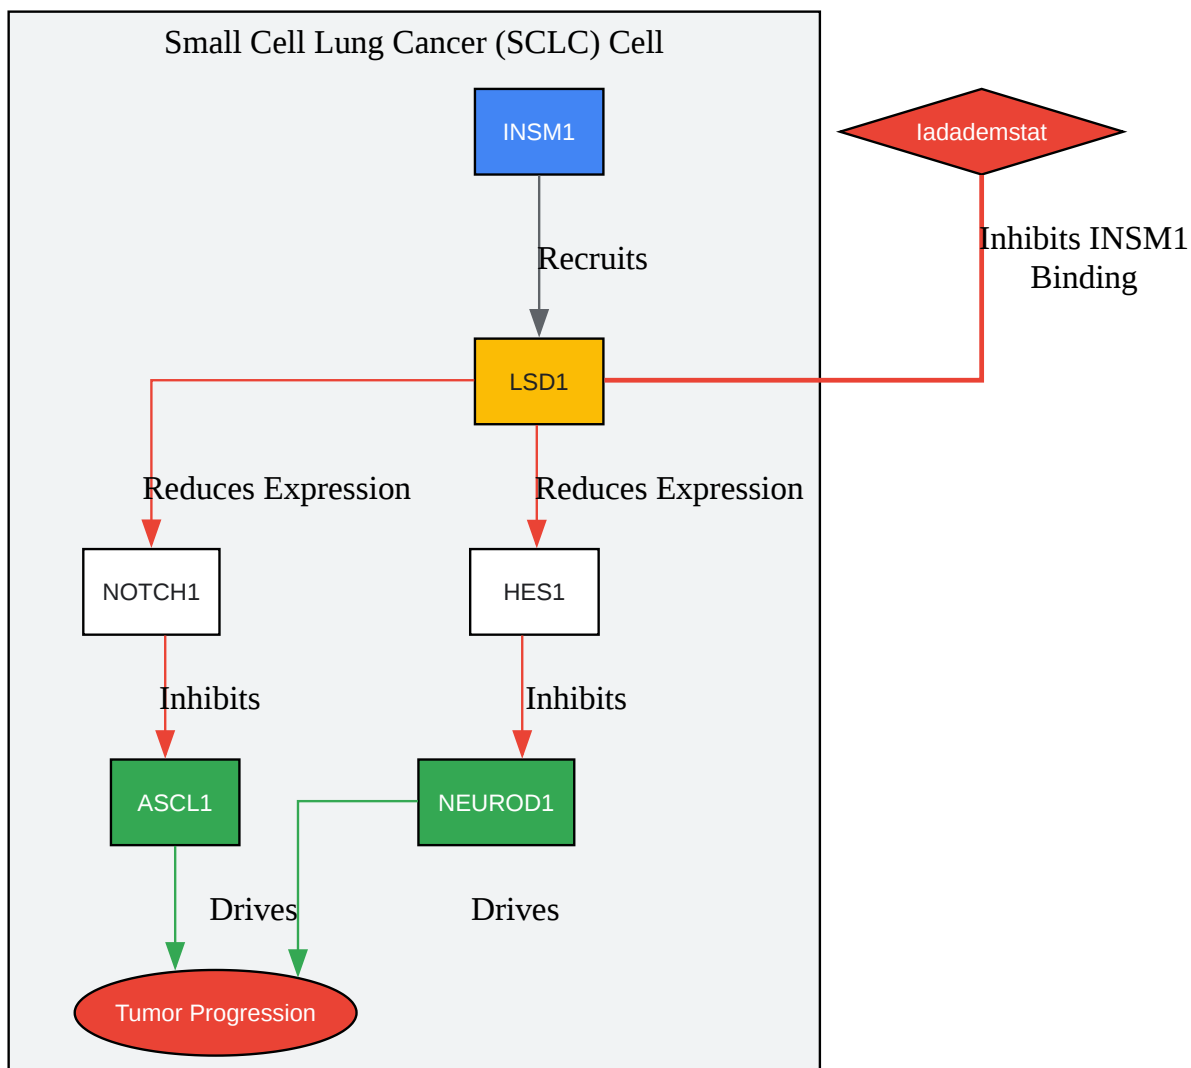 Small Cell Lung Cancer (SCLC) Cell
INSM1
Iadademstat
Inhibits INSM1
Binding
Recruits
LSD1
Reduces Expression
Reduces Expression
NOTCH1
HES1
Inhibits
Inhibits
ASCL1
NEUROD1
Drives
Drives
Tumor Progression